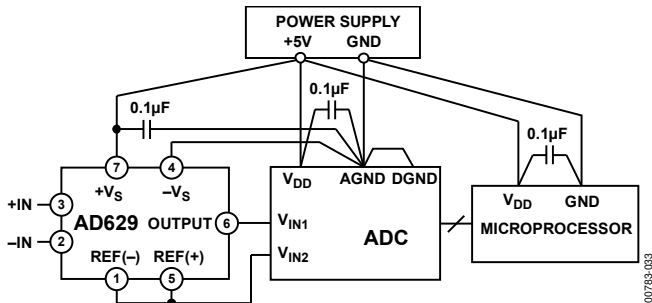 POWER SUPPLY
+5V GND
0.1µF
0.1µF
0.1µF
7 4
+VS –VS
VDD AGND DGND
VDD GND
+IN 3
AD629 OUTPUT 6
VIN1
ADC
MICROPROCESSOR
–IN 2
REF(–) REF(+)
VIN2
1 5
00783-033